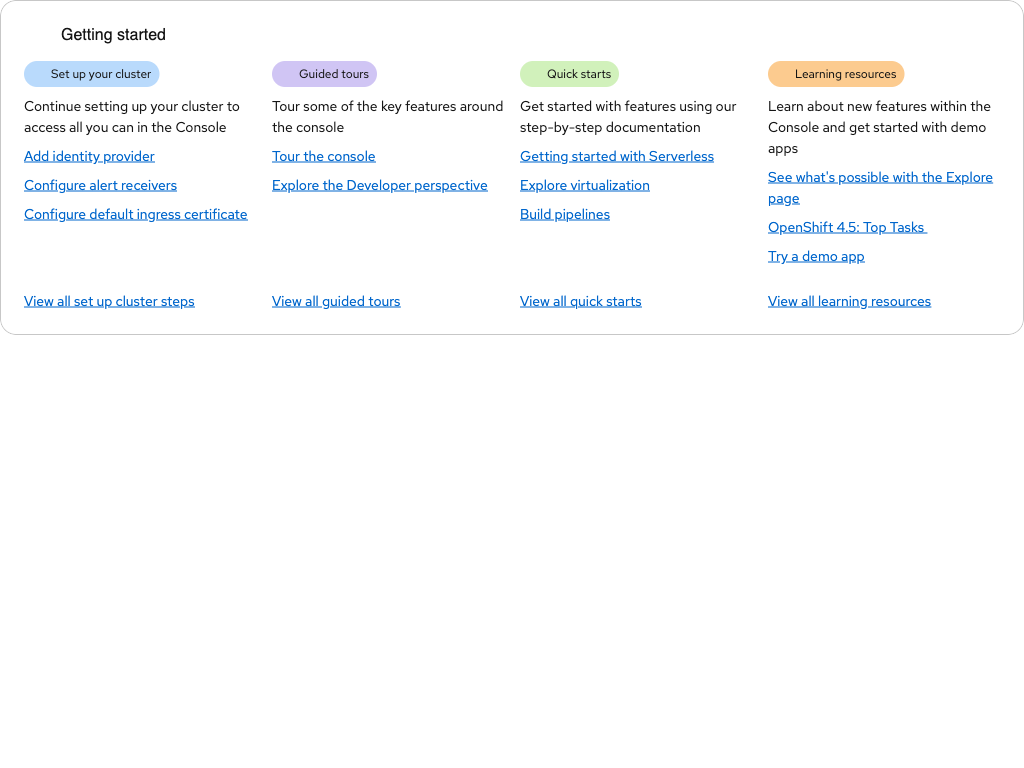 Getting started
Set up your cluster
Continue setting up your cluster to
access all you can in the Console
Add identity provider
Configure alert receivers
Configure default ingress certificate
View all set up cluster steps
Guided tours
Tour some of the key features around
the console
Tour the console
Explore the Developer perspective
View all guided tours
Quick starts
Get started with features using our
step-by-step documentation
Getting started with Serverless
Explore virtualization
Build pipelines
View all quick starts
Learning resources
Learn about new features within the
Console and get started with demo
apps
See what's possible with the Explore
page
OpenShift 4.5: Top Tasks
Try a demo app
View all learning resources